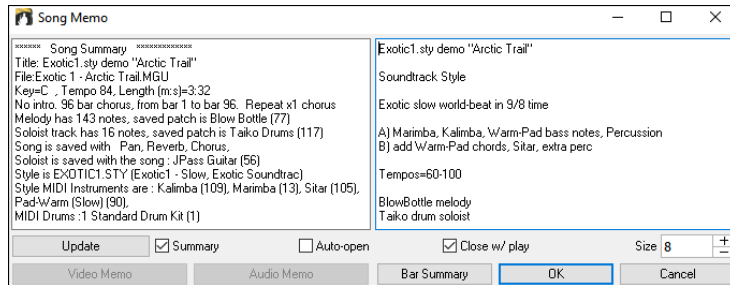 Song Memo
****** Song Summary *************
Title: Exotic1.sty demo "Arctic Trail"
File:Exotic 1 - Arctic Trail.MGU
Key=C , Tempo 84, Length (m:s)=3:32
No intro. 96 bar chorus, from bar 1 to bar 96. Repeat x1 chorus
Melody has 143 notes, saved patch is Blow Bottle (77)
Soloist track has 16 notes, saved patch is Taiko Drums (117)
Song is saved with Pan, Reverb, Chorus,
Soloist is saved with the song : JPass Guitar (56)
Style is EXOTIC1.STY (Exotic1 - Slow, Exotic Soundtrac)
Style MIDI Instruments are : Kalimba (109), Marimba (13), Sitar (105),
Pad-Warm (Slow) (90),
MIDI Drums :1 Standard Drum Kit (1)
Exotic1.sty demo "Arctic Trail"
Soundtrack Style
Exotic slow world-beat in 9/8 time
A) Marimba, Kalimba, Warm-Pad bass notes, Percussion
B) add Warm-Pad chords, Sitar, extra perc
Tempos=60-100
BlowBottle melody
Taiko drum soloist
Update Summary Auto-open Close w/ play Size 8
Video Memo Audio Memo Bar Summary OK Cancel